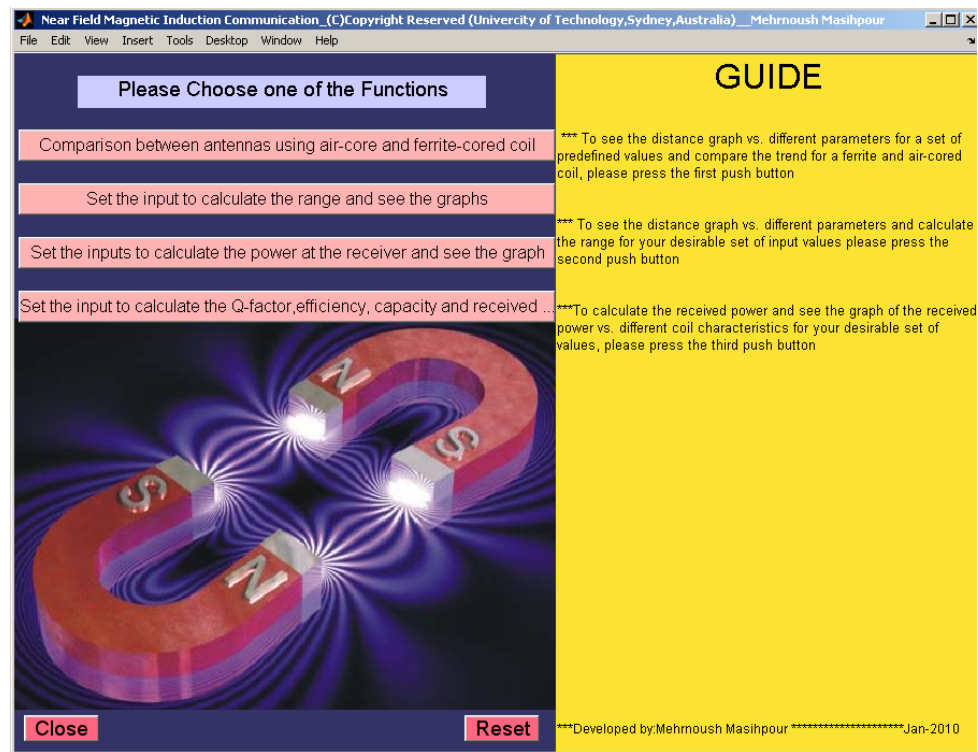 Near Field Magnetic Induction Communication_(C)Copyright Reserved (Univercity of Technology,Sydney,Australia)__Mehrnoush Masihpour
File Edit View Insert Tools Desktop Window Help
Please Choose one of the Functions
Comparison between antennas using air-core and ferrite-cored coil
Set the input to calculate the range and see the graphs
Set the inputs to calculate the power at the receiver and see the graph
Set the input to calculate the Q-factor,efficiency, capacity and received ...
N
S
S
N
Close
Reset
GUIDE
*** To see the distance graph vs. different parameters for a set of
predefined values and compare the trend for a ferrite and air-cored
coil, please press the first push button
*** To see the distance graph vs. different parameters and calculate
the range for your desirable set of input values please press the
second push button
***To calculate the received power and see the graph of the received
power vs. different coil characteristics for your desirable set of
values, please press the third push button
***Developed by:Mehrnoush Masihpour *********************Jan-2010